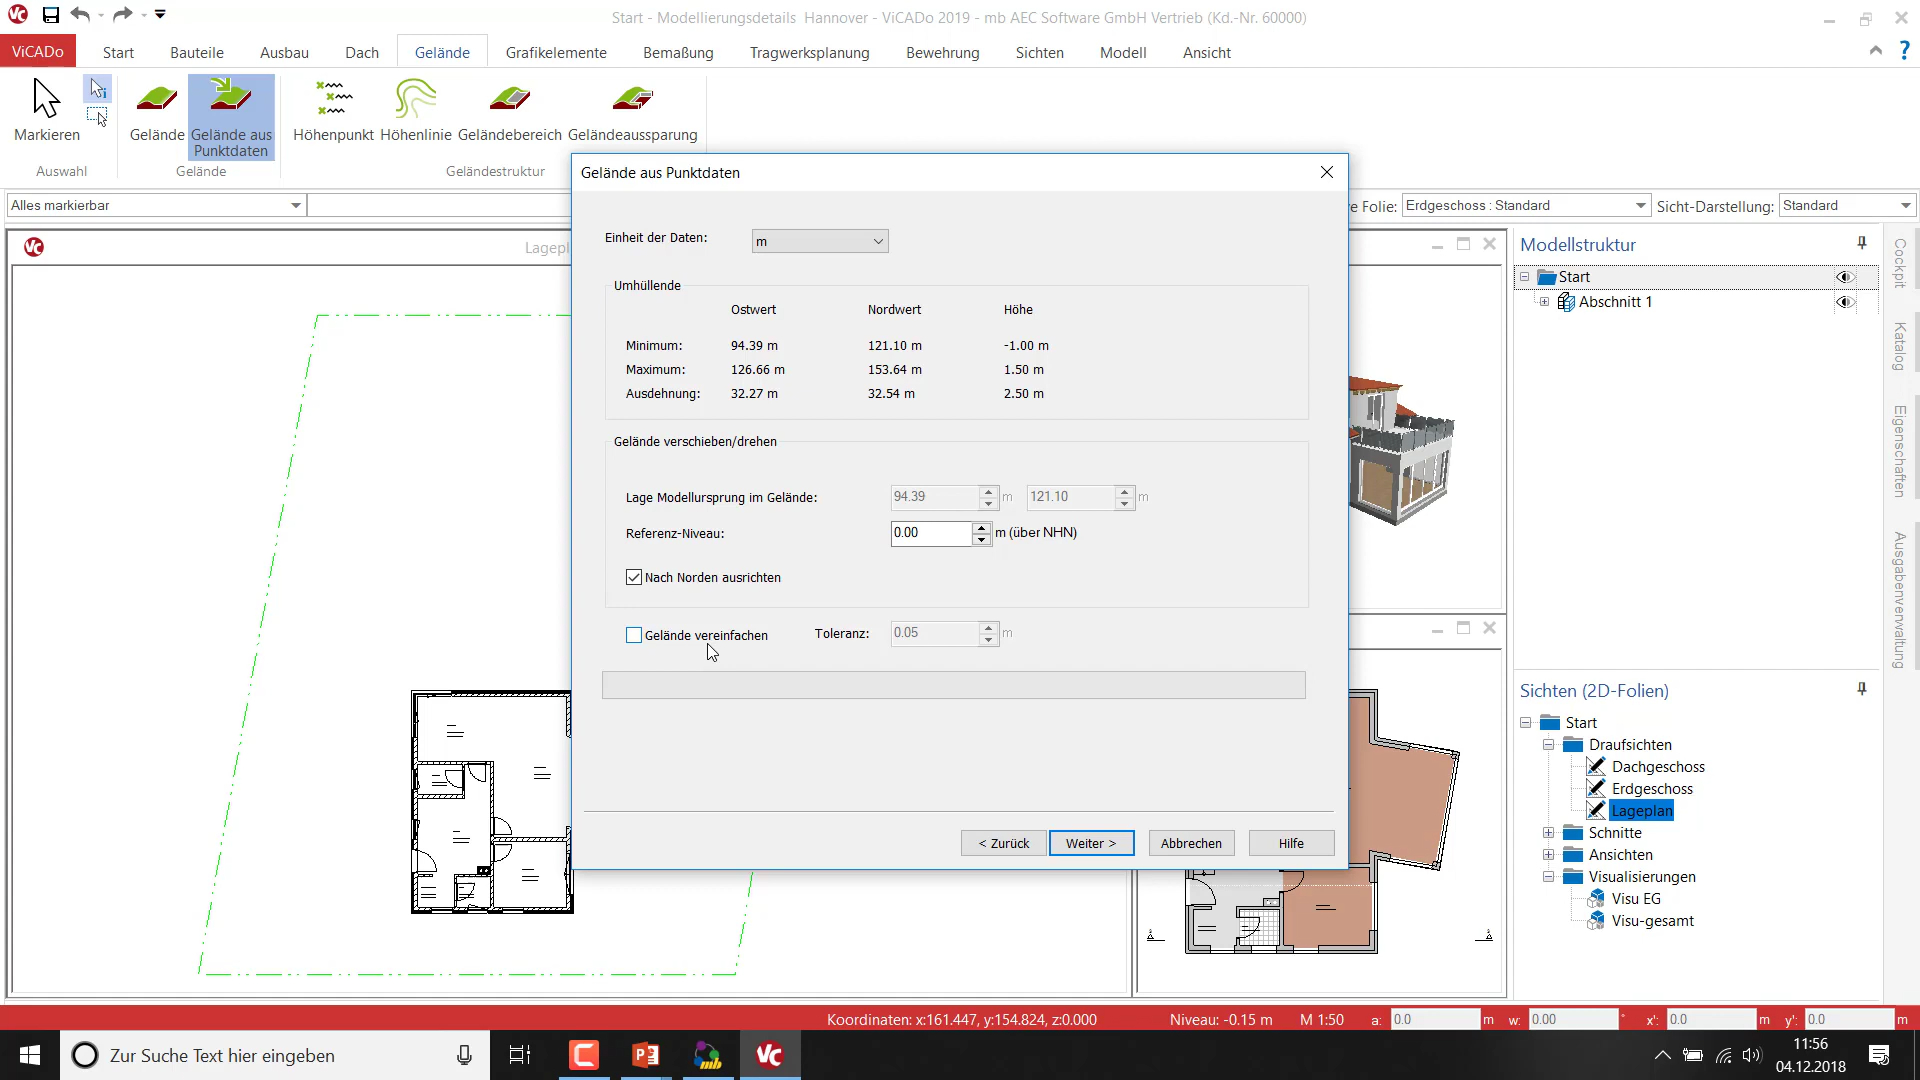 Start - Modellierungsdetails Hannover - ViCADo 2019 - mb AEC Software GmbH Vertrieb (Kd.-Nr. 60000)
ViCADo Start Bauteile Ausbau Dach Gelände Grafikelemente Bemaßung Tragwerksplanung Bewehrung Sichten Modell Ansicht
Markieren Gelände Gelände aus Punktdaten Höhenpunkt Höhenlinie Geländebereich Geländeaussparung
Auswahl Gelände Geländestruktur
Alles markierbar
e Folie: Erdgeschoss : Standard Sicht-Darstellung: Standard
Lagepl
Gelände aus Punktdaten
Einheit der Daten: m
Umhüllende
Ostwert Nordwert Höhe
Minimum: 94.39 m 121.10 m -1.00 m
Maximum: 126.66 m 153.64 m 1.50 m
Ausdehnung: 32.27 m 32.54 m 2.50 m
Gelände verschieben/drehen
Lage Modellursprung im Gelände: 94.39 m 121.10 m
Referenz-Niveau: 0.00 m (über NHN)
Nach Norden ausrichten
Gelände vereinfachen Toleranz: 0.05 m
< Zurück Weiter > Abbrechen Hilfe
Modellstruktur
Start
Abschnitt 1
Cockpit
Katalog
Eigenschaften
Ausgabenverwaltung
Sichten (2D-Folien)
Start
Draufsichten
Dachgeschoss
Erdgeschoss
Lageplan
Schnitte
Ansichten
Visualisierungen
Visu EG
Visu-gesamt
Koordinaten: x:161.447, y:154.824, z:0.000 Niveau: -0.15 m M 1:50 a: 0.0 m w: 0.00 ° x': 0.0 m y': 0.0 m
Zur Suche Text hier eingeben
11:56
04.12.2018